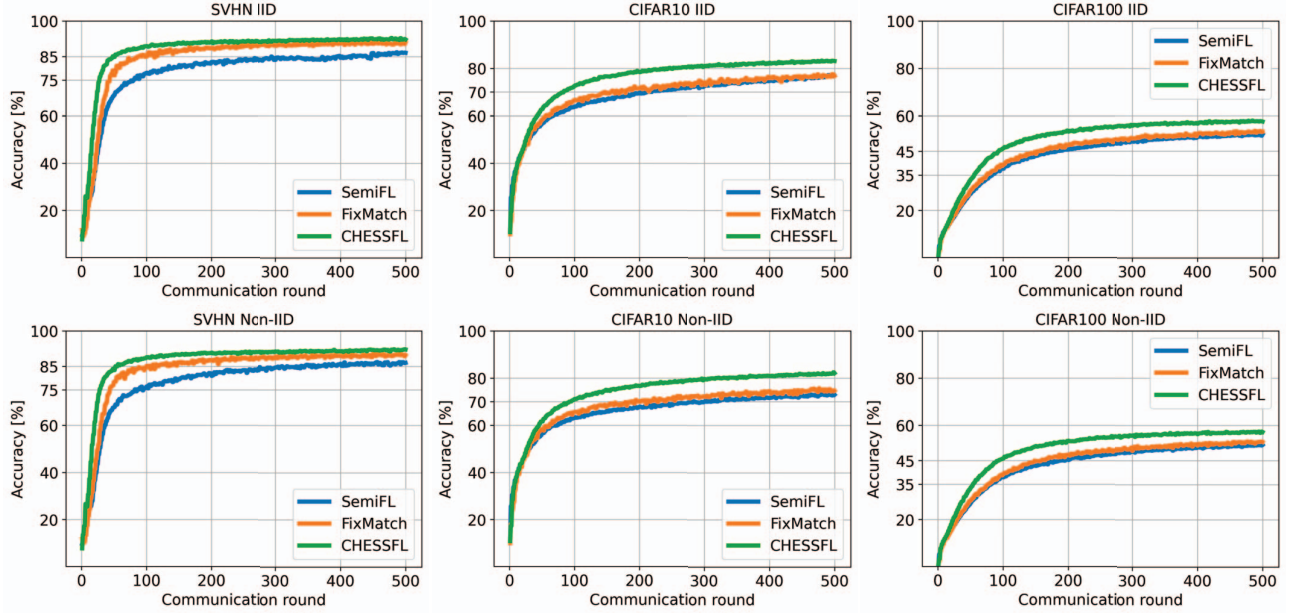 SVHN IID
100
85
75
60
40
20
Accuracy [%]
SemiFL
FixMatch
CHESSFL
0 100 200 300 400 500
Communication round
CIFAR10 IID
100
80
70
60
40
20
Accuracy [%]
SemiFL
FixMatch
CHESSFL
0 100 200 300 400 500
Communication round
CIFAR100 IID
100
80
60
45
35
20
Accuracy [%]
SemiFL
FixMatch
CHESSFL
0 100 200 300 400 500
Communication round
SVHN Non-IID
100
85
75
60
40
20
Accuracy [%]
SemiFL
FixMatch
CHESSFL
0 100 200 300 400 500
Communication round
CIFAR10 Non-IID
100
80
70
60
40
20
Accuracy [%]
SemiFL
FixMatch
CHESSFL
0 100 200 300 400 500
Communication round
CIFAR100 Non-IID
100
80
60
45
35
20
Accuracy [%]
SemiFL
FixMatch
CHESSFL
0 100 200 300 400 500
Communication round